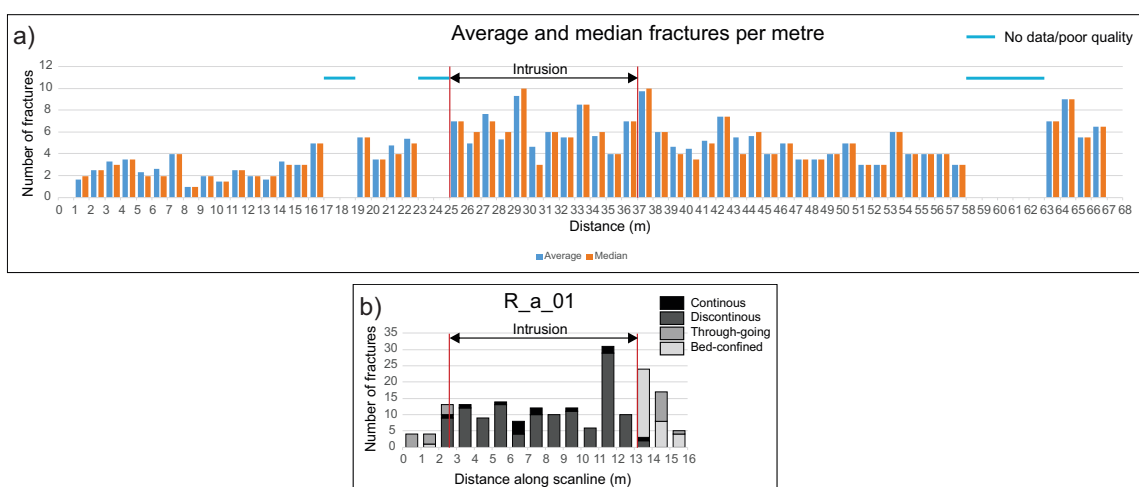 a)
Average and median fractures per metre
No data/poor quality
Intrusion
Number of fractures
12
10
8
6
4
2
0
0 1 2 3 4 5 6 7 8 9 10 11 12 13 14 15 16 17 18 19 20 21 22 23 24 25 26 27 28 29 30 31 32 33 34 35 36 37 38 39 40 41 42 43 44 45 46 47 48 49 50 51 52 53 54 55 56 57 58 59 60 61 62 63 64 65 66 67 68
Distance (m)
Average Median
b)
R_a_01
Continous
Discontinous
Through-going
Bed-confined
Intrusion
Number of fractures
35
30
25
20
15
10
5
0
0 1 2 3 4 5 6 7 8 9 10 11 12 13 14 15 16
Distance along scanline (m)